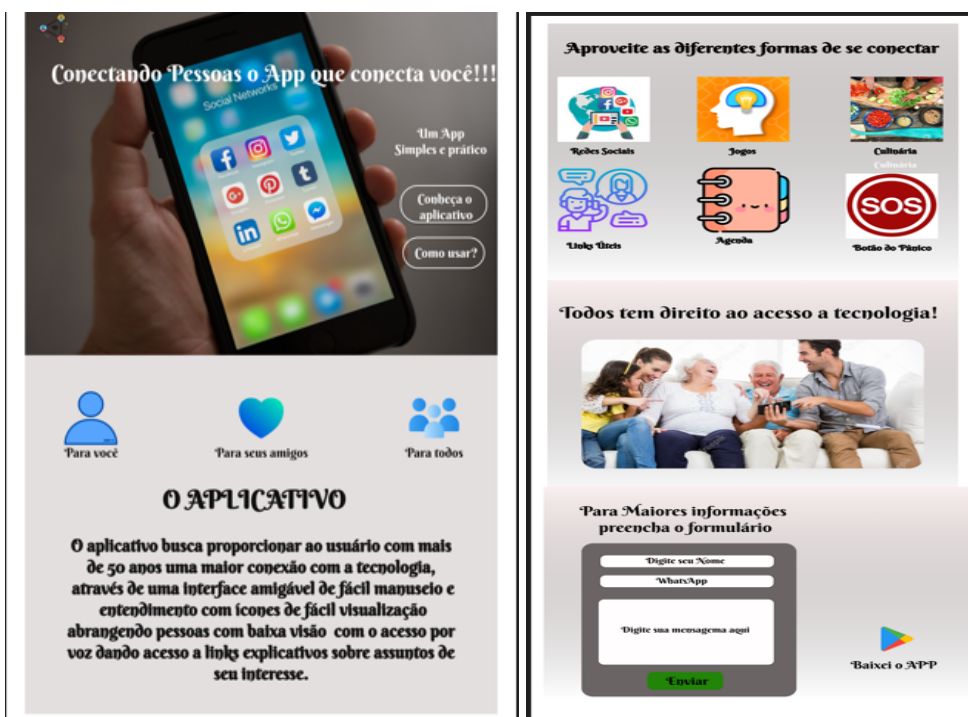 Conectando Pessoas o App que conecta você!!!
Social Networks
Um App
Simples e prático
Conheça o
aplicativo
Como usar?
Para você
Para seus amigos
Para todos
O APLICATIVO
O aplicativo busca proporcionar ao usuário com mais
de 50 anos uma maior conexão com a tecnologia,
através de uma interface amigável de fácil manuseio e
entendimento com ícones de fácil visualização
abrangendo pessoas com baixa visão com o acesso por
voz dando acesso a links explicativos sobre assuntos de
seu interesse.
Aproveite as diferentes formas de se conectar
Redes Sociais
Jogos
Culinária
Culinária
SOS
Links Úteis
Agenda
Botão do Pânico
Todos tem direito ao acesso a tecnologia!
Para Maiores informações
preencha o formulário
Digite seu Nome
WhatsApp
Digite sua mensagema aqui
Enviar
Baixei o APP